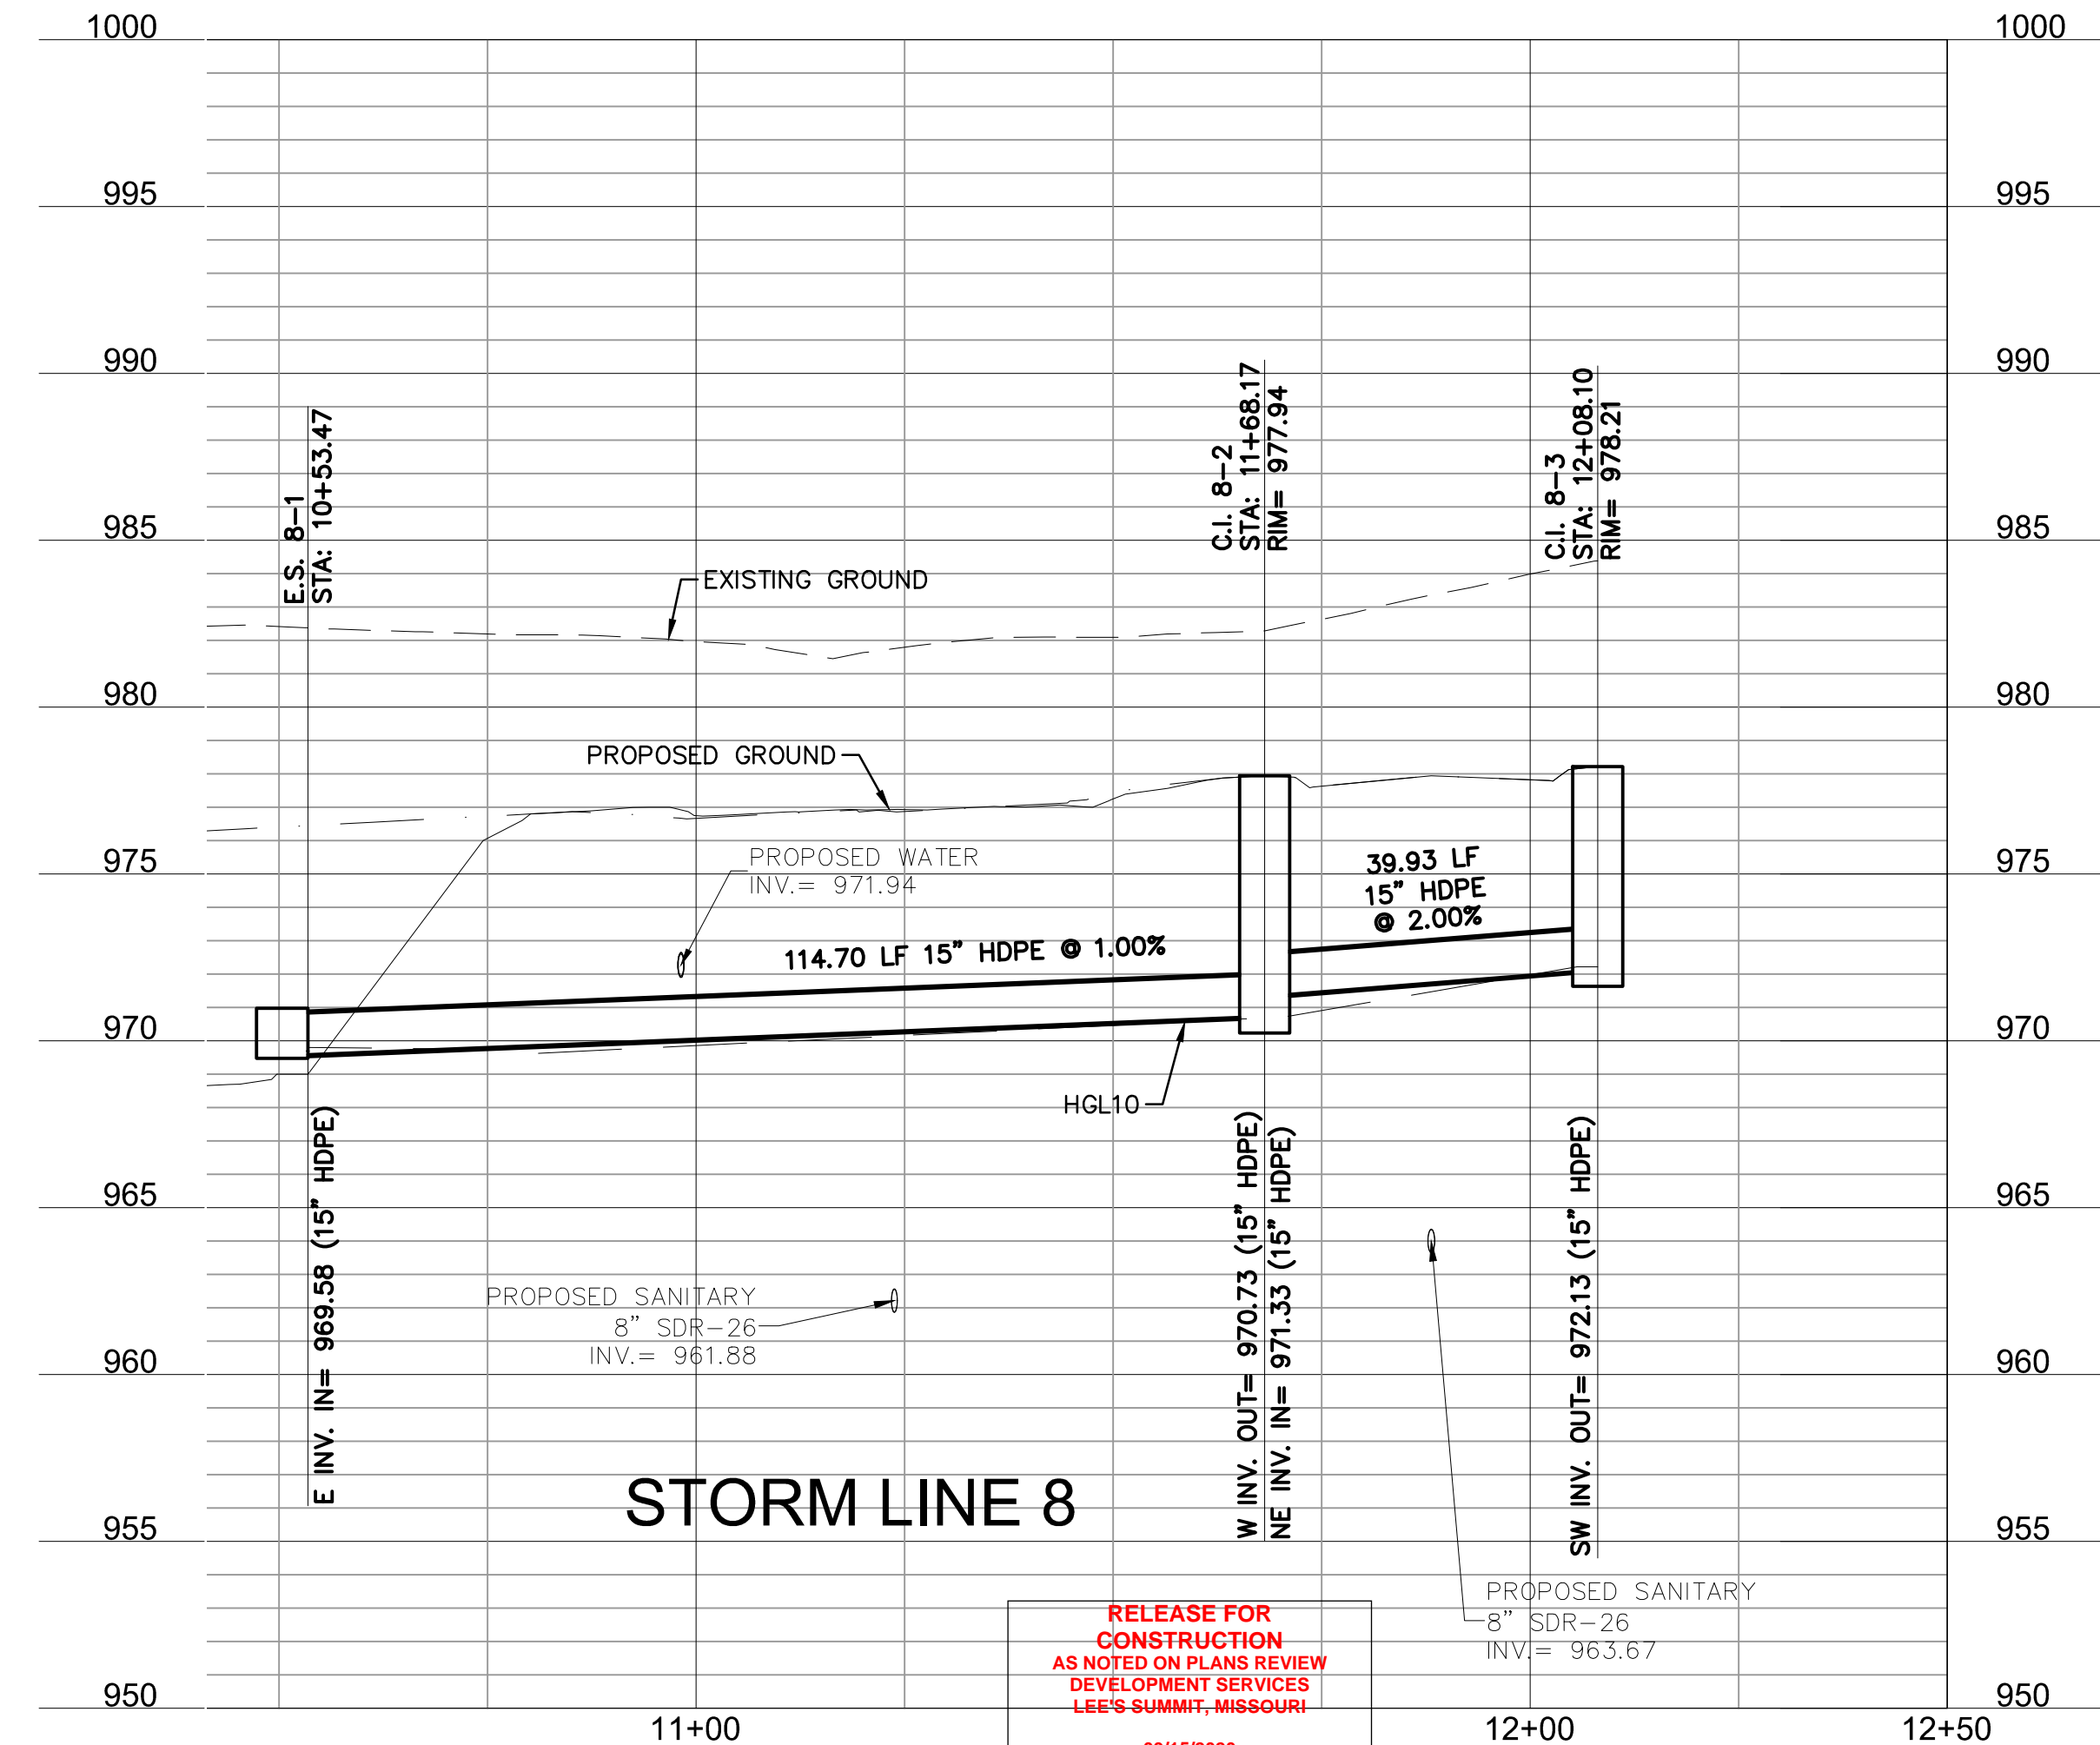 1000
1000
995
995
990
990
985
985
980
980
975
975
970
970
965
965
960
960
955
955
950
950
E.S. 8-1
STA: 10+53.47
C.I. 8-2
STA: 11+68.17
RIM= 977.94
C.I. 8-3
STA: 12+08.10
RIM= 978.21
EXISTING GROUND
PROPOSED GROUND
PROPOSED WATER
INV.= 971.94
114.70 LF 15" HDPE @ 1.00%
39.93 LF
15" HDPE
@ 2.00%
HGL10
E INV. IN= 969.58 (15" HDPE)
W INV. OUT= 970.73 (15" HDPE)
NE INV. IN= 971.33 (15" HDPE)
SW INV. OUT= 972.13 (15" HDPE)
PROPOSED SANITARY
8" SDR-26
INV.= 961.88
PROPOSED SANITARY
8" SDR-26
INV.= 963.67
STORM LINE 8
RELEASE FOR
CONSTRUCTION
AS NOTED ON PLANS REVIEW
DEVELOPMENT SERVICES
LEE'S SUMMIT, MISSOURI
11+00
12+00
12+50